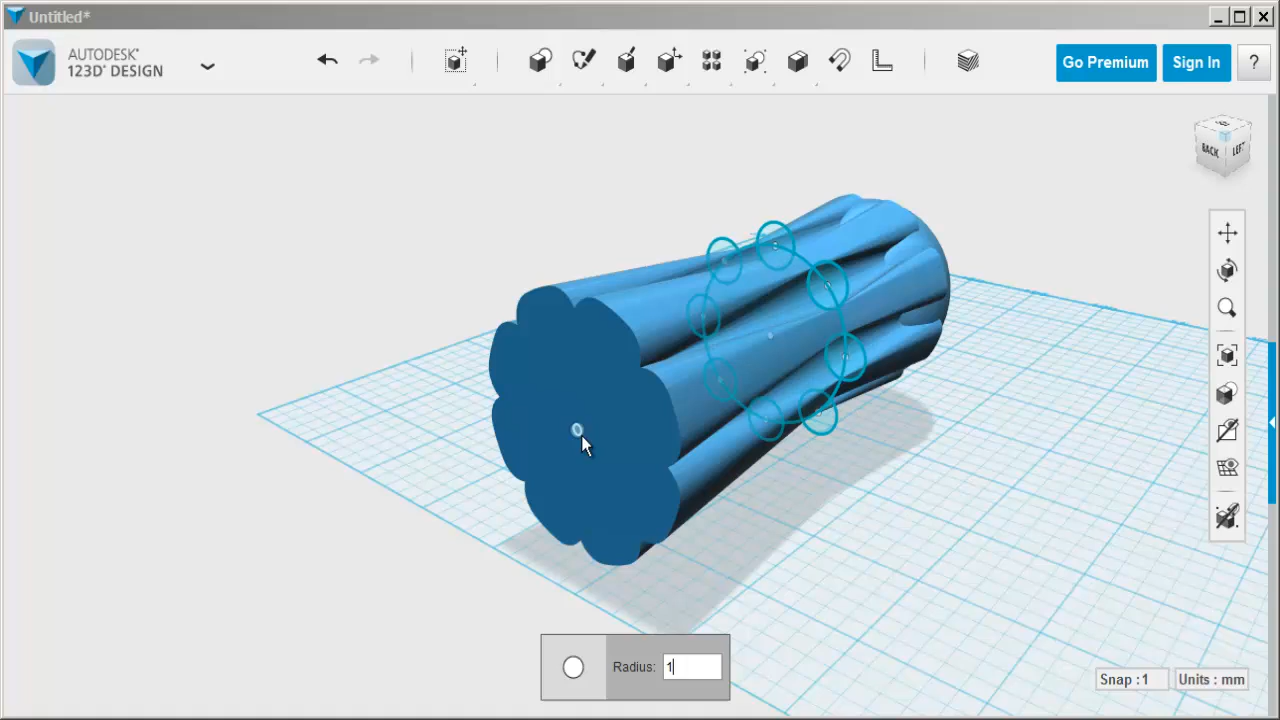 Untitled*
AUTODESK®
123D® DESIGN
Go Premium
Sign In
?
BACK
LEFT
Radius: 1
Snap : 1
Units : mm